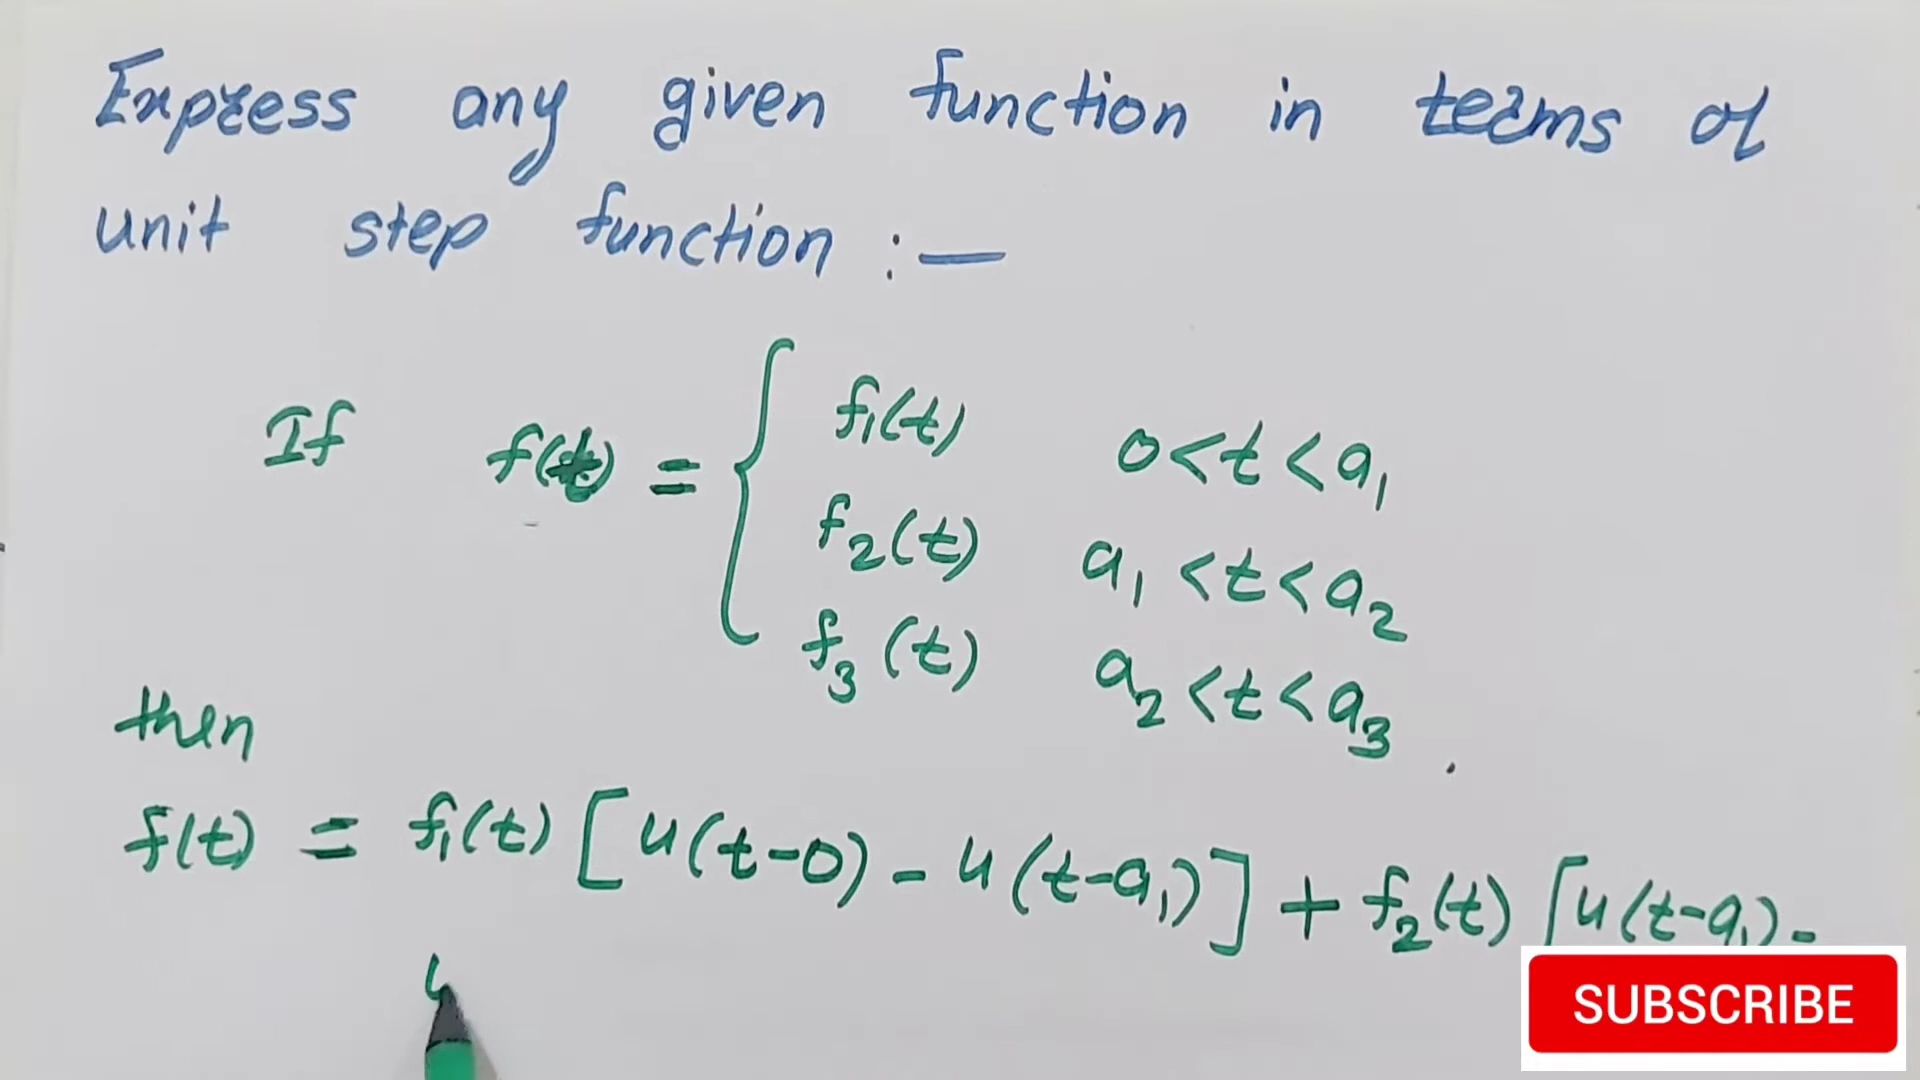 Express any given function in terms of
unit step function :—
If f(t) = { f₁(t) 0<t<a₁
f₂(t) a₁<t<a₂
f₃(t) a₂<t<a₃ .
then
f(t) = f₁(t) [u(t-0) - u(t-a₁)] + f₂(t) [u(t-a₁) -
u
SUBSCRIBE